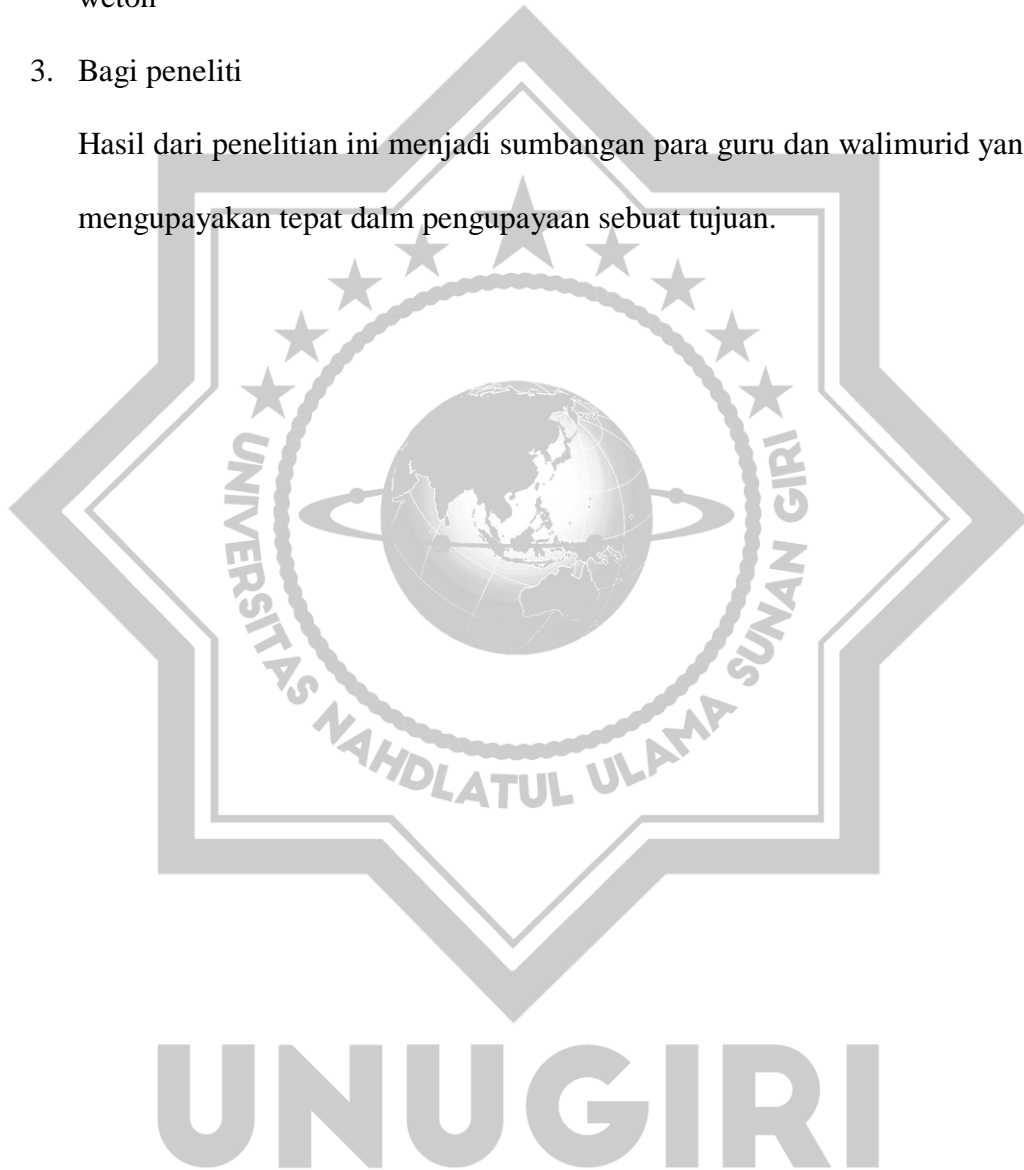 3. Bagi peneliti
Hasil dari penelitian ini menjadi sumbangan para guru dan walimurid yan
mengupayakan tepat dalm pengupayaan sebuat tujuan.
UNIVERSITAS NAHDLATUL ULAMA SUNAN GIRI
UNUGIRI